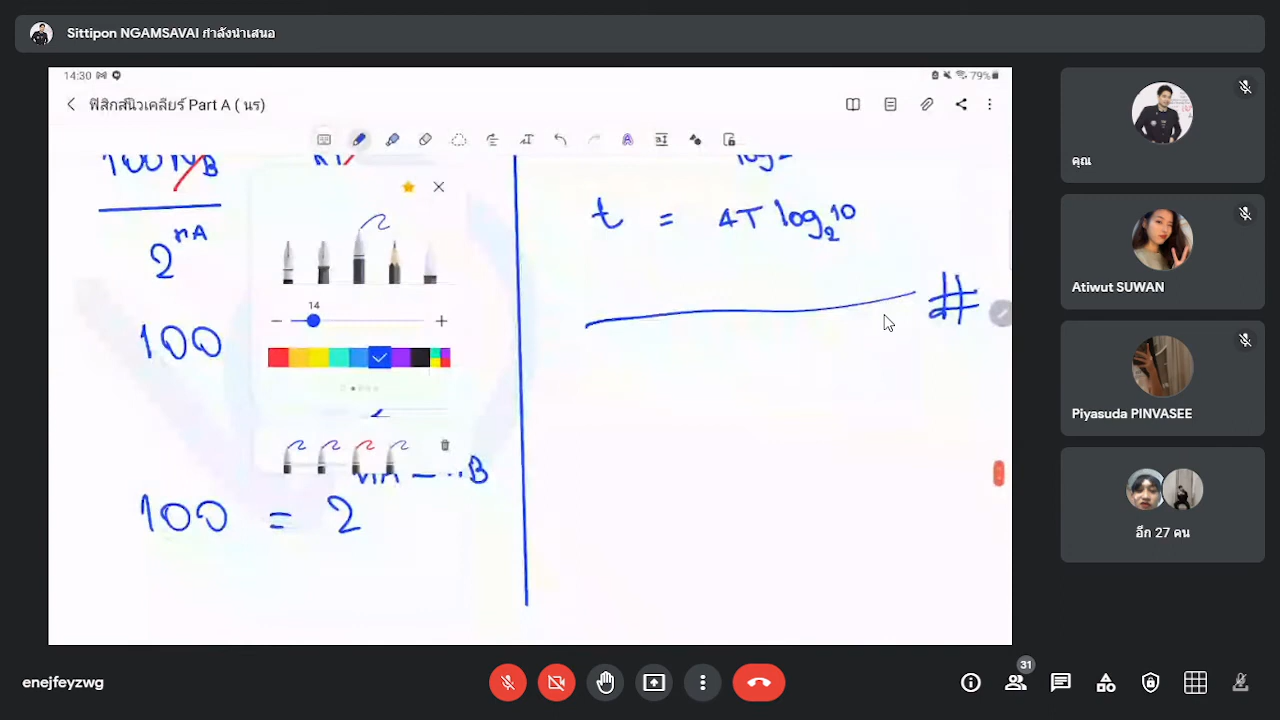 Sittipon NGAMSAVAI กำลังนำเสนอ
14:30
79%
ฟิสิกส์นิวเคลียร์ Part A ( นร)
100 N B
2 nA
100
14
100 = 2
B
t = 4T log₂10
#
คุณ
Atiwut SUWAN
Piyasuda PINVASEE
อีก 27 คน
enejfeyzwg
31